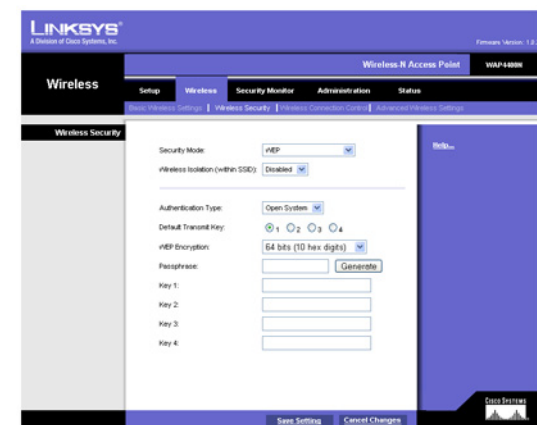 LINKSYS®
A Division of Cisco Systems, Inc.
Wireless-N Access Point
WAP4400N
Wireless
Setup
Wireless
Security Monitor
Administration
Status
Basic Wireless Settings | Wireless Security | Wireless Connection Control | Advanced Wireless Settings
Wireless Security
Security Mode: WEP
Wireless Isolation (within SSID): Disabled
Help...
Authentication Type: Open System
Default Transmit Key: 1 2 3 4
WEP Encryption: 64 bits (10 hex digits)
Passphrase: Generate
Key 1:
Key 2:
Key 3:
Key 4:
Save Setting
Cancel Changes
CISCO SYSTEMS